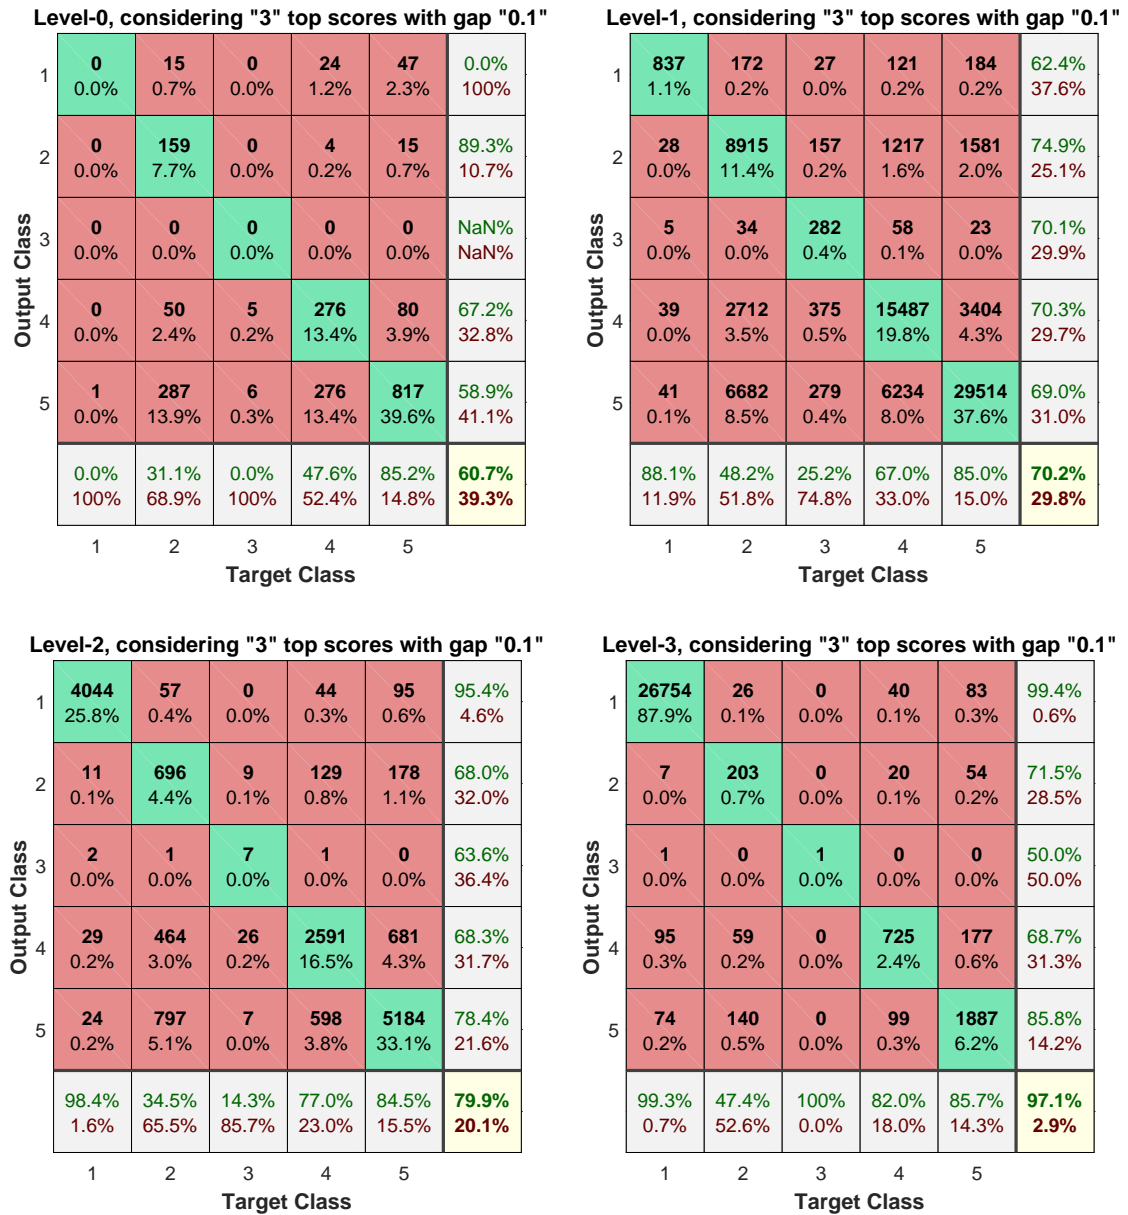 Level-0, considering "3" top scores with gap "0.1"
1 0 15 0 24 47 0.0%
0.0% 0.7% 0.0% 1.2% 2.3% 100%
2 0 159 0 4 15 89.3%
0.0% 7.7% 0.0% 0.2% 0.7% 10.7%
3 0 0 0 0 0 NaN%
0.0% 0.0% 0.0% 0.0% 0.0% NaN%
4 0 50 5 276 80 67.2%
0.0% 2.4% 0.2% 13.4% 3.9% 32.8%
5 1 287 6 276 817 58.9%
0.0% 13.9% 0.3% 13.4% 39.6% 41.1%
0.0% 31.1% 0.0% 47.6% 85.2% 60.7%
100% 68.9% 100% 52.4% 14.8% 39.3%
1 2 3 4 5
Target Class
Output Class
Level-1, considering "3" top scores with gap "0.1"
1 837 172 27 121 184 62.4%
1.1% 0.2% 0.0% 0.2% 0.2% 37.6%
2 28 8915 157 1217 1581 74.9%
0.0% 11.4% 0.2% 1.6% 2.0% 25.1%
3 5 34 282 58 23 70.1%
0.0% 0.0% 0.4% 0.1% 0.0% 29.9%
4 39 2712 375 15487 3404 70.3%
0.0% 3.5% 0.5% 19.8% 4.3% 29.7%
5 41 6682 279 6234 29514 69.0%
0.1% 8.5% 0.4% 8.0% 37.6% 31.0%
88.1% 48.2% 25.2% 67.0% 85.0% 70.2%
11.9% 51.8% 74.8% 33.0% 15.0% 29.8%
1 2 3 4 5
Target Class
Output Class
Level-2, considering "3" top scores with gap "0.1"
1 4044 57 0 44 95 95.4%
25.8% 0.4% 0.0% 0.3% 0.6% 4.6%
2 11 696 9 129 178 68.0%
0.1% 4.4% 0.1% 0.8% 1.1% 32.0%
3 2 1 7 1 0 63.6%
0.0% 0.0% 0.0% 0.0% 0.0% 36.4%
4 29 464 26 2591 681 68.3%
0.2% 3.0% 0.2% 16.5% 4.3% 31.7%
5 24 797 7 598 5184 78.4%
0.2% 5.1% 0.0% 3.8% 33.1% 21.6%
98.4% 34.5% 14.3% 77.0% 84.5% 79.9%
1.6% 65.5% 85.7% 23.0% 15.5% 20.1%
1 2 3 4 5
Target Class
Output Class
Level-3, considering "3" top scores with gap "0.1"
1 26754 26 0 40 83 99.4%
87.9% 0.1% 0.0% 0.1% 0.3% 0.6%
2 7 203 0 20 54 71.5%
0.0% 0.7% 0.0% 0.1% 0.2% 28.5%
3 1 0 1 0 0 50.0%
0.0% 0.0% 0.0% 0.0% 0.0% 50.0%
4 95 59 0 725 177 68.7%
0.3% 0.2% 0.0% 2.4% 0.6% 31.3%
5 74 140 0 99 1887 85.8%
0.2% 0.5% 0.0% 0.3% 6.2% 14.2%
99.3% 47.4% 100% 82.0% 85.7% 97.1%
0.7% 52.6% 0.0% 18.0% 14.3% 2.9%
1 2 3 4 5
Target Class
Output Class